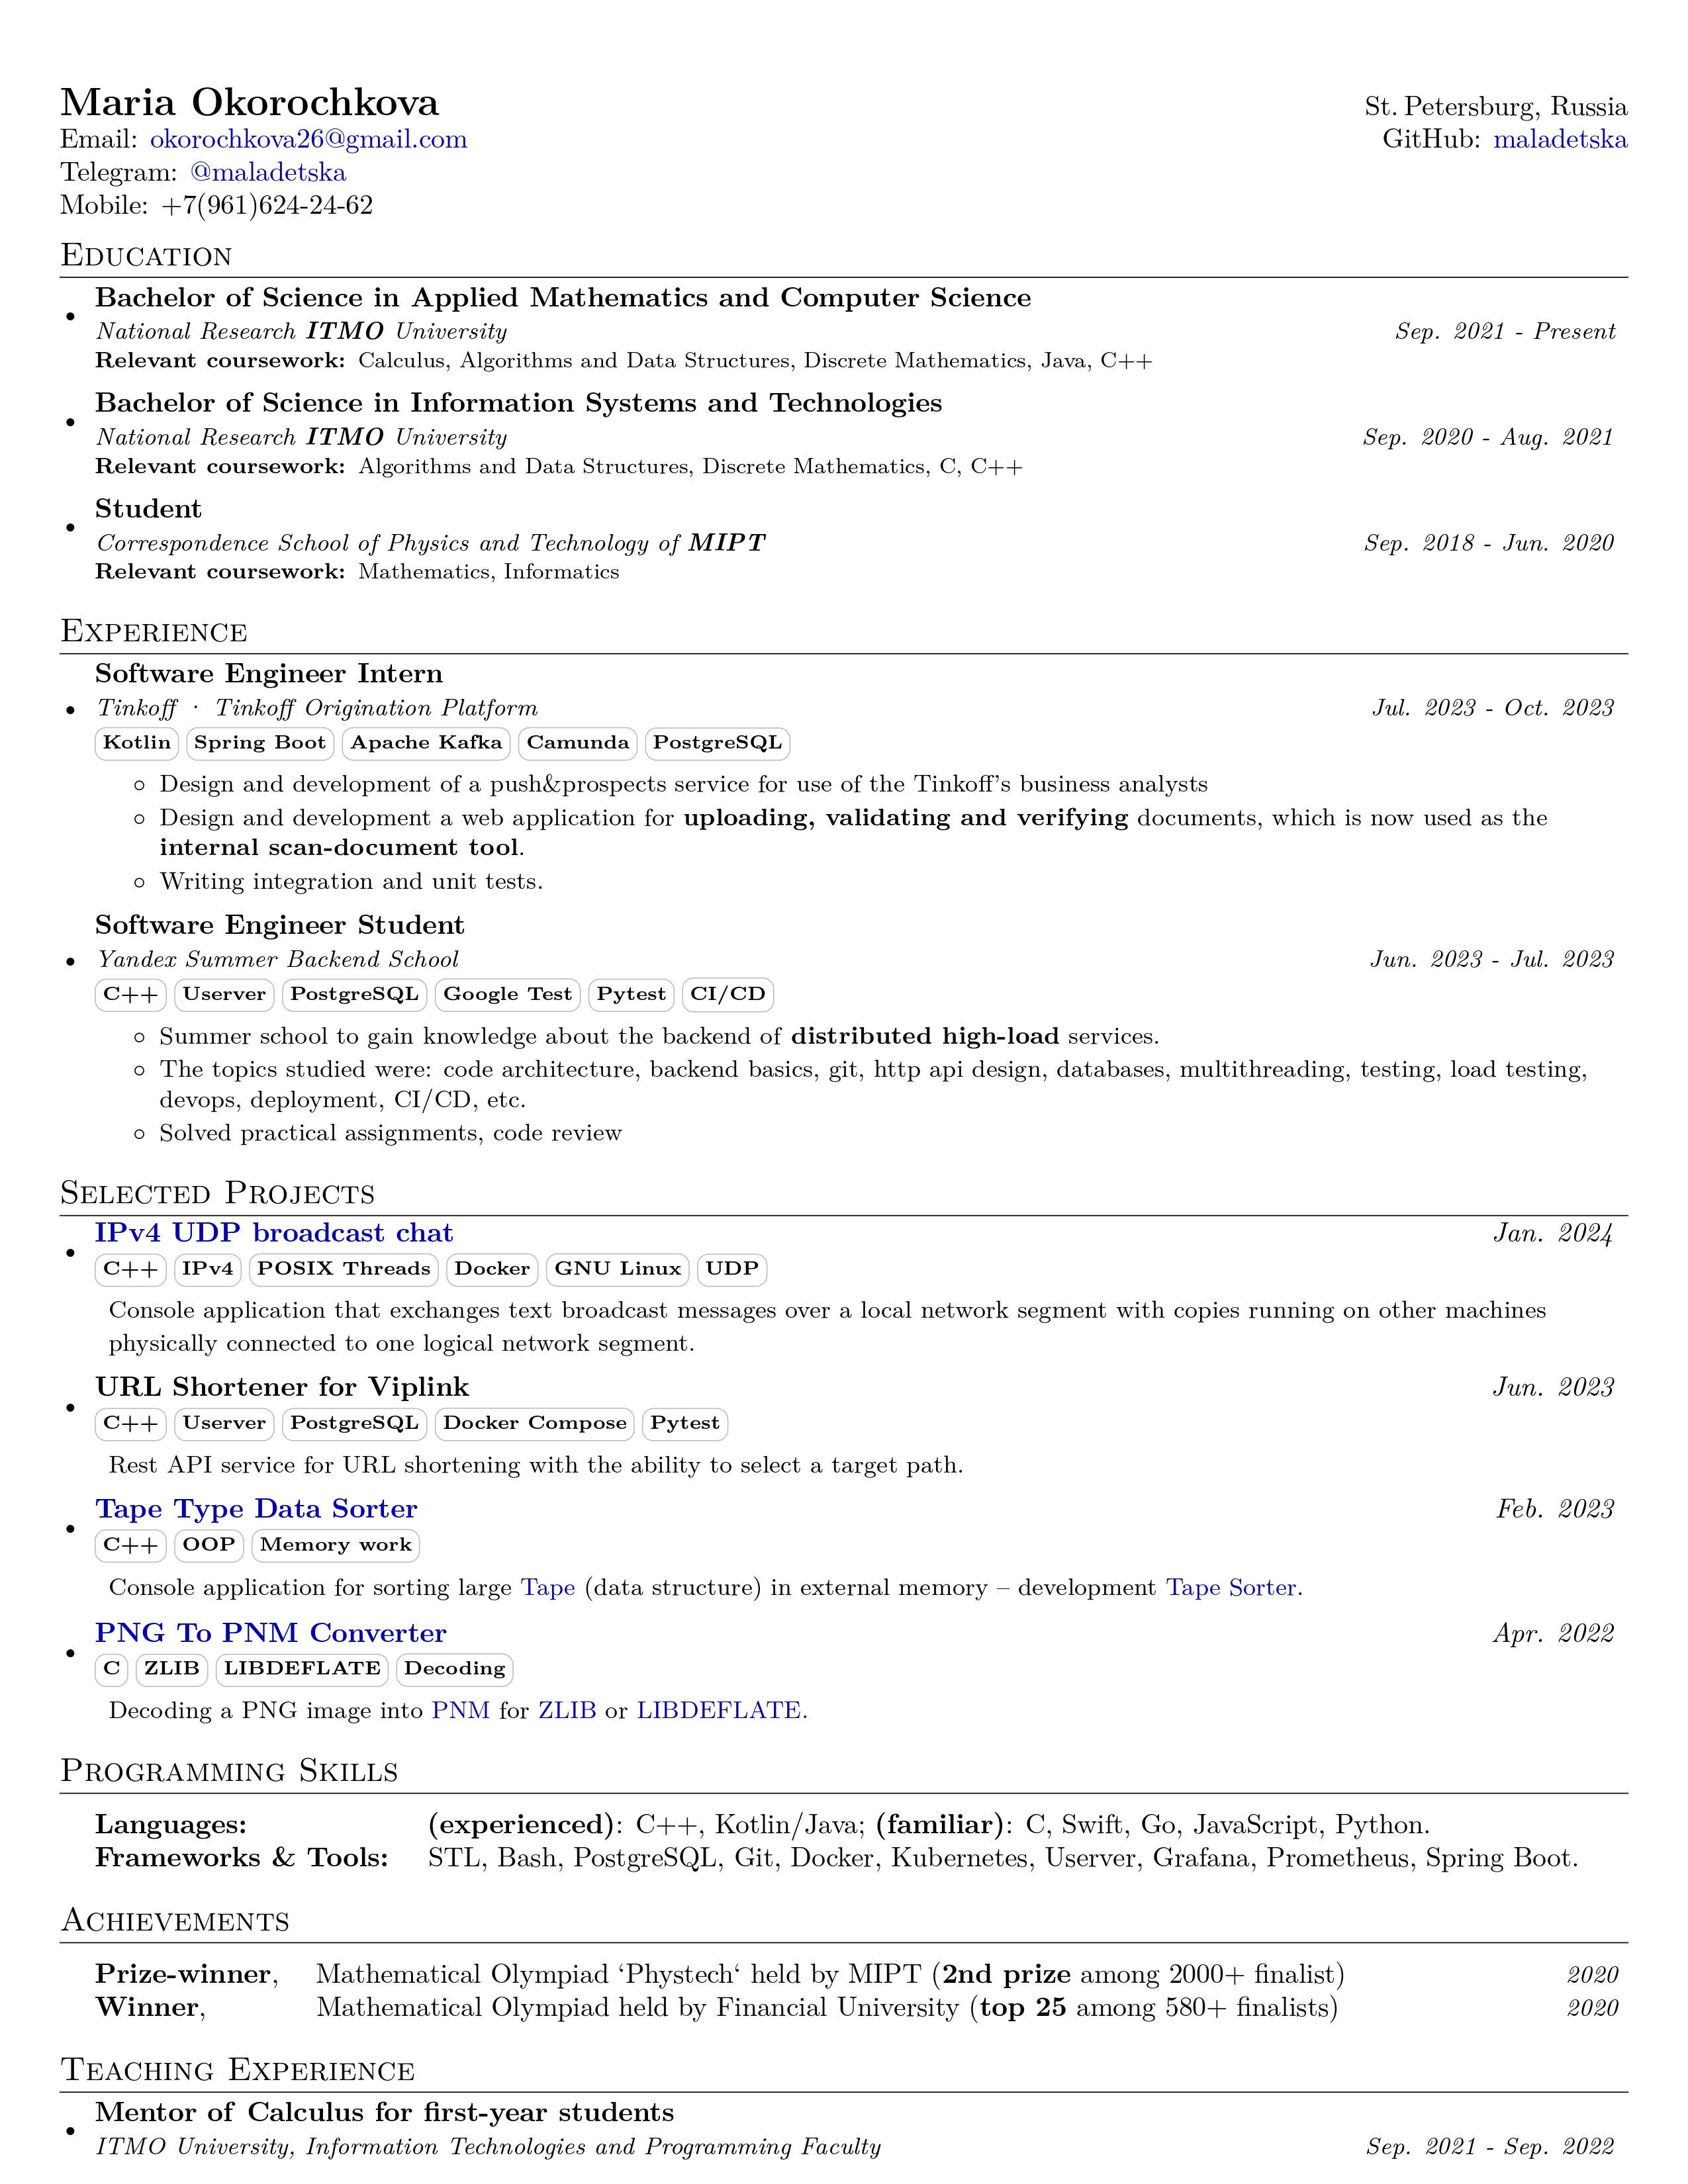 Maria Okorochkova
St. Petersburg, Russia
Email: okorochkova26@gmail.com
GitHub: maladetska
Telegram: @maladetska
Mobile: +7(961)624-24-62
Education
• Bachelor of Science in Applied Mathematics and Computer Science
National Research ITMO University Sep. 2021 - Present
Relevant coursework: Calculus, Algorithms and Data Structures, Discrete Mathematics, Java, C++
• Bachelor of Science in Information Systems and Technologies
National Research ITMO University Sep. 2020 - Aug. 2021
Relevant coursework: Algorithms and Data Structures, Discrete Mathematics, C, C++
• Student
Correspondence School of Physics and Technology of MIPT Sep. 2018 - Jun. 2020
Relevant coursework: Mathematics, Informatics
Experience
Software Engineer Intern
• Tinkoff · Tinkoff Origination Platform Jul. 2023 - Oct. 2023
Kotlin Spring Boot Apache Kafka Camunda PostgreSQL
◦ Design and development of a push&prospects service for use of the Tinkoff's business analysts
◦ Design and development a web application for uploading, validating and verifying documents, which is now used as the
internal scan-document tool.
◦ Writing integration and unit tests.
Software Engineer Student
• Yandex Summer Backend School Jun. 2023 - Jul. 2023
C++ Userver PostgreSQL Google Test Pytest CI/CD
◦ Summer school to gain knowledge about the backend of distributed high-load services.
◦ The topics studied were: code architecture, backend basics, git, http api design, databases, multithreading, testing, load testing,
devops, deployment, CI/CD, etc.
◦ Solved practical assignments, code review
Selected Projects
• IPv4 UDP broadcast chat Jan. 2024
C++ IPv4 POSIX Threads Docker GNU Linux UDP
Console application that exchanges text broadcast messages over a local network segment with copies running on other machines
physically connected to one logical network segment.
• URL Shortener for Viplink Jun. 2023
C++ Userver PostgreSQL Docker Compose Pytest
Rest API service for URL shortening with the ability to select a target path.
• Tape Type Data Sorter Feb. 2023
C++ OOP Memory work
Console application for sorting large Tape (data structure) in external memory – development Tape Sorter.
• PNG To PNM Converter Apr. 2022
C ZLIB LIBDEFLATE Decoding
Decoding a PNG image into PNM for ZLIB or LIBDEFLATE.
Programming Skills
Languages: (experienced): C++, Kotlin/Java; (familiar): C, Swift, Go, JavaScript, Python.
Frameworks & Tools: STL, Bash, PostgreSQL, Git, Docker, Kubernetes, Userver, Grafana, Prometheus, Spring Boot.
Achievements
Prize-winner, Mathematical Olympiad ‘Phystech‘ held by MIPT (2nd prize among 2000+ finalist) 2020
Winner, Mathematical Olympiad held by Financial University (top 25 among 580+ finalists) 2020
Teaching Experience
• Mentor of Calculus for first-year students
ITMO University, Information Technologies and Programming Faculty Sep. 2021 - Sep. 2022